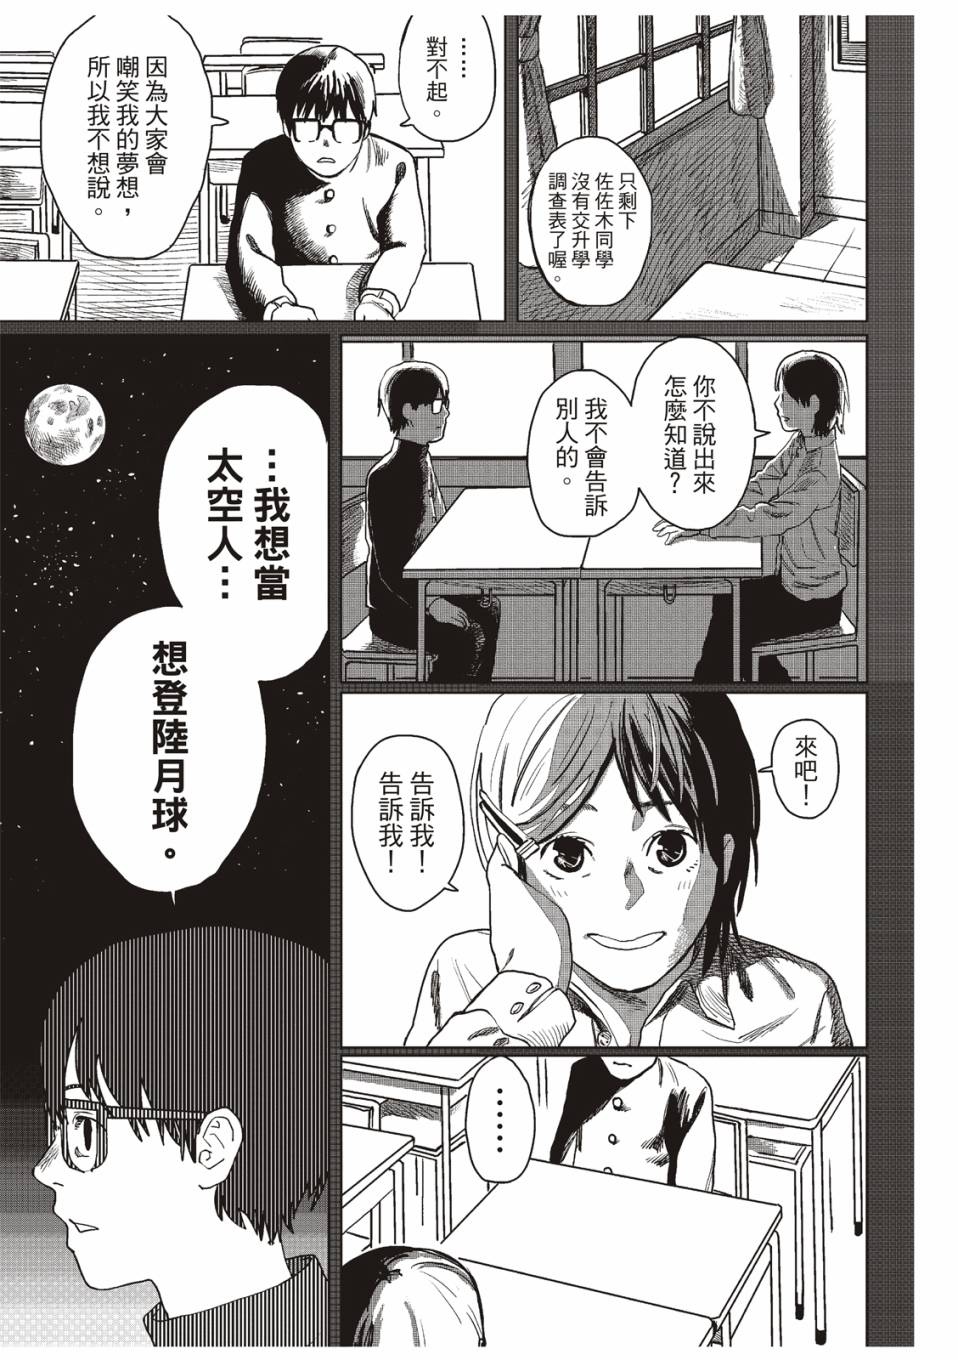 只剩下
佐佐木同學
沒有交升學
調查表了喔。
……
對不起。
因為大家會
嘲笑我的夢想，
所以我不想說。
你不說出來
怎麼知道？
我不會告訴
別人的。
來吧！
告訴我！
告訴我！
……
…我想當
太空人…
想登陸月球。